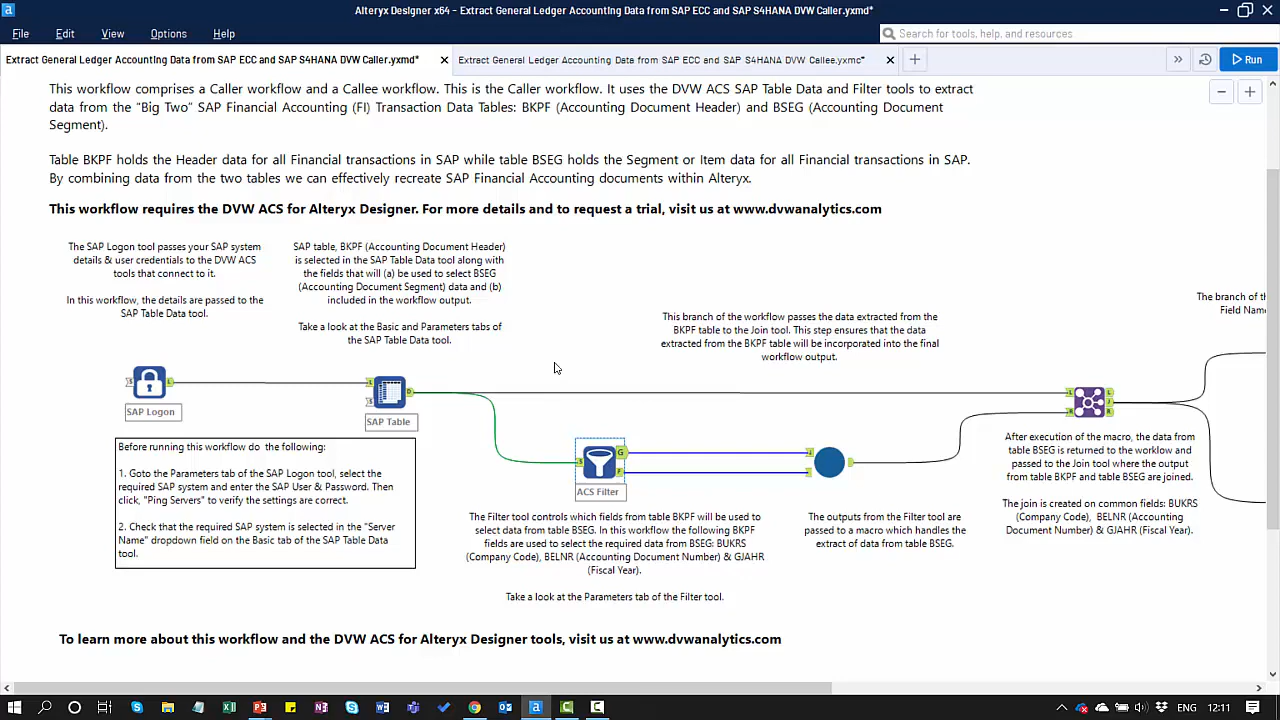 Alteryx Designer x64 - Extract General Ledger Accounting Data from SAP ECC and SAP S4HANA DVW Caller.yxmd*
File Edit View Options Help
Search for tools, help, and resources
Extract General Ledger Accounting Data from SAP ECC and SAP S4HANA DVW Caller.yxmd*
Extract General Ledger Accounting Data from SAP ECC and SAP S4HANA DVW Callee.yxmc*
Run
This workflow comprises a Caller workflow and a Callee workflow. This is the Caller workflow. It uses the DVW ACS SAP Table Data and Filter tools to extract
data from the "Big Two" SAP Financial Accounting (FI) Transaction Data Tables: BKPF (Accounting Document Header) and BSEG (Accounting Document
Segment).
Table BKPF holds the Header data for all Financial transactions in SAP while table BSEG holds the Segment or Item data for all Financial transactions in SAP.
By combining data from the two tables we can effectively recreate SAP Financial Accounting documents within Alteryx.
This workflow requires the DVW ACS for Alteryx Designer. For more details and to request a trial, visit us at www.dvwanalytics.com
The SAP Logon tool passes your SAP system
details & user credentials to the DVW ACS
tools that connect to it.
In this workflow, the details are passed to the
SAP Table Data tool.
SAP table, BKPF (Accounting Document Header)
is selected in the SAP Table Data tool along with
the fields that will (a) be used to select BSEG
(Accounting Document Segment) data and (b)
included in the workflow output.
Take a look at the Basic and Parameters tabs of
the SAP Table Data tool.
This branch of the workflow passes the data extracted from the
BKPF table to the Join tool. This step ensures that the data
extracted from the BKPF table will be incorporated into the final
workflow output.
The branch of th
Field Nam
S
L
SAP Logon
L
S
D
SAP Table
S
G
F
ACS Filter
L
R
L
J
R
Before running this workflow do the following:
1. Goto the Parameters tab of the SAP Logon tool, select the
required SAP system and enter the SAP User & Password. Then
click, "Ping Servers" to verify the settings are correct.
2. Check that the required SAP system is selected in the "Server
Name" dropdown field on the Basic tab of the SAP Table Data
tool.
The Filter tool controls which fields from table BKPF will be used to
select data from table BSEG. In this workflow the following BKPF
fields are used to select the required data from BSEG: BUKRS
(Company Code), BELNR (Accounting Document Number) & GJAHR
(Fiscal Year).
Take a look at the Parameters tab of the Filter tool.
The outputs from the Filter tool are
passed to a macro which handles the
extract of data from table BSEG.
After execution of the macro, the data from
table BSEG is returned to the worklow and
passed to the Join tool where the output
from table BKPF and table BSEG are joined.
The join is created on common fields: BUKRS
(Company Code), BELNR (Accounting
Document Number) & GJAHR (Fiscal Year).
To learn more about this workflow and the DVW ACS for Alteryx Designer tools, visit us at www.dvwanalytics.com
ENG 12:11